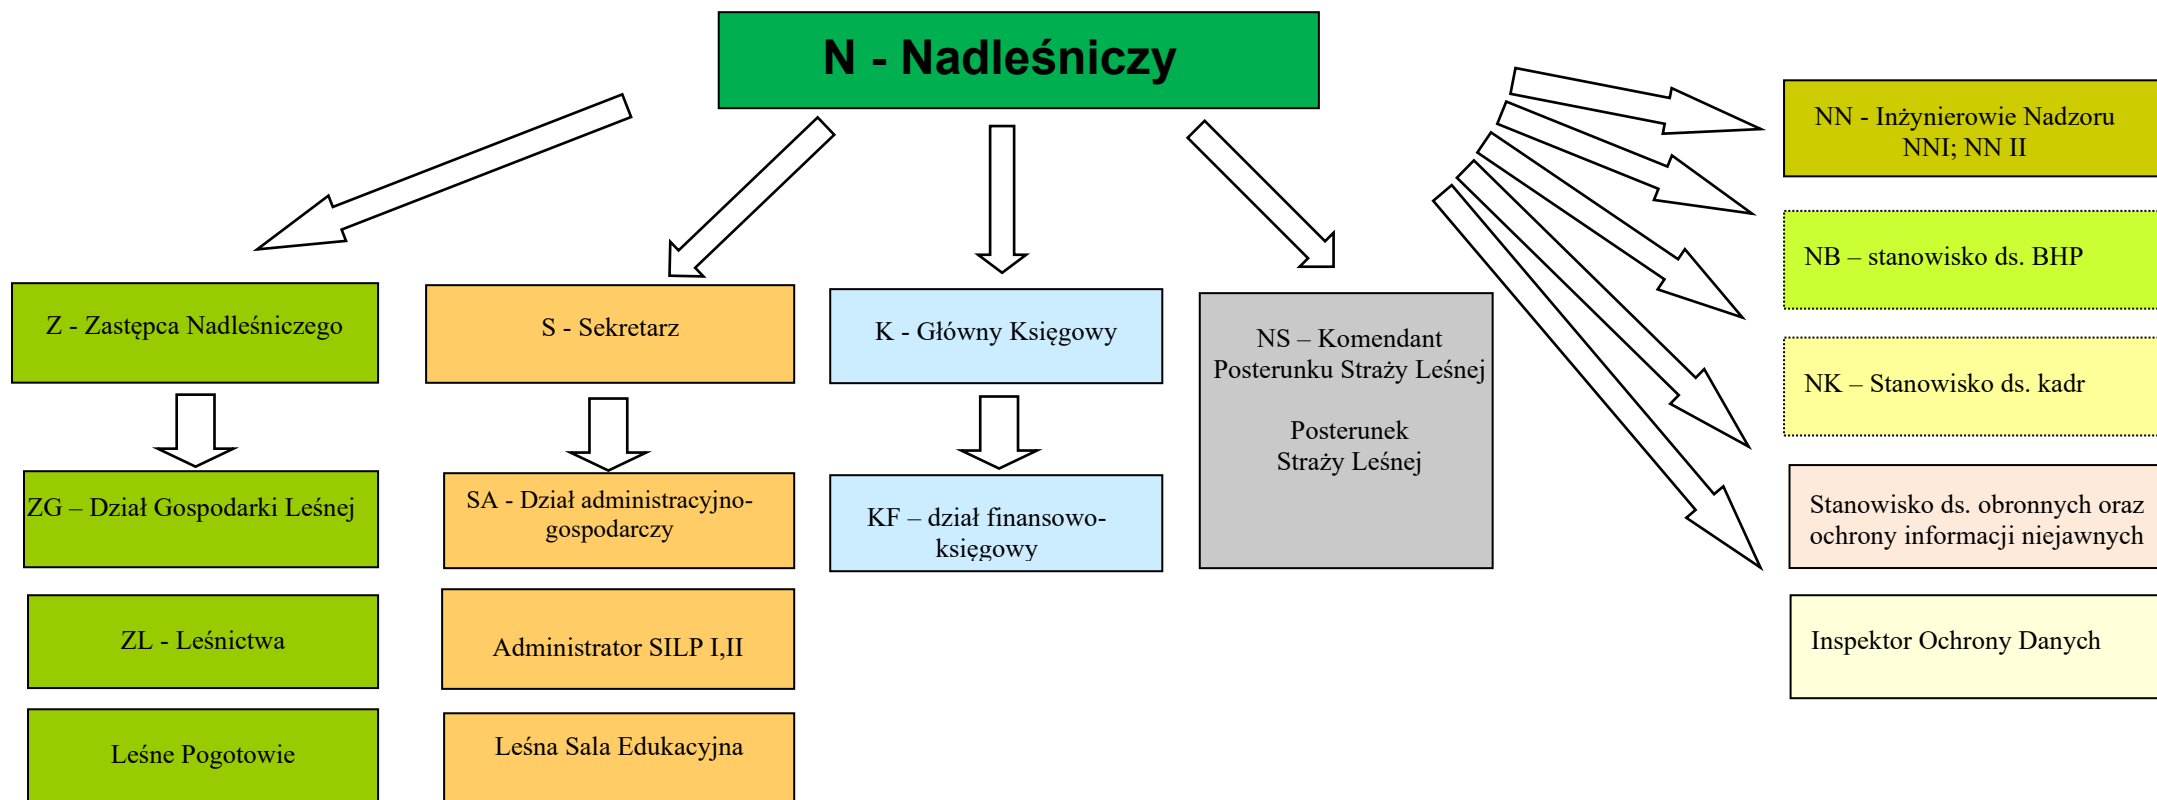 N - Nadleśniczy
NN - Inżynierowie Nadzoru
NNI; NN II
NB – stanowisko ds. BHP
NK – Stanowisko ds. kadr
Stanowisko ds. obronnych oraz
ochrony informacji niejawnych
Inspektor Ochrony Danych
Z - Zastępca Nadleśniczego
S - Sekretarz
K - Główny Księgowy
NS – Komendant
Posterunku Straży Leśnej
Posterunek
Straży Leśnej
ZG – Dział Gospodarki Leśnej
SA - Dział administracyjno-
gospodarczy
KF – dział finansowo-
księgowy
ZL - Leśnictwa
Administrator SILP I,II
Leśne Pogotowie
Leśna Sala Edukacyjna